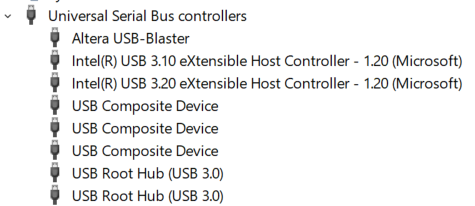 Universal Serial Bus controllers
Altera USB-Blaster
Intel(R) USB 3.10 eXtensible Host Controller - 1.20 (Microsoft)
Intel(R) USB 3.20 eXtensible Host Controller - 1.20 (Microsoft)
USB Composite Device
USB Composite Device
USB Composite Device
USB Root Hub (USB 3.0)
USB Root Hub (USB 3.0)